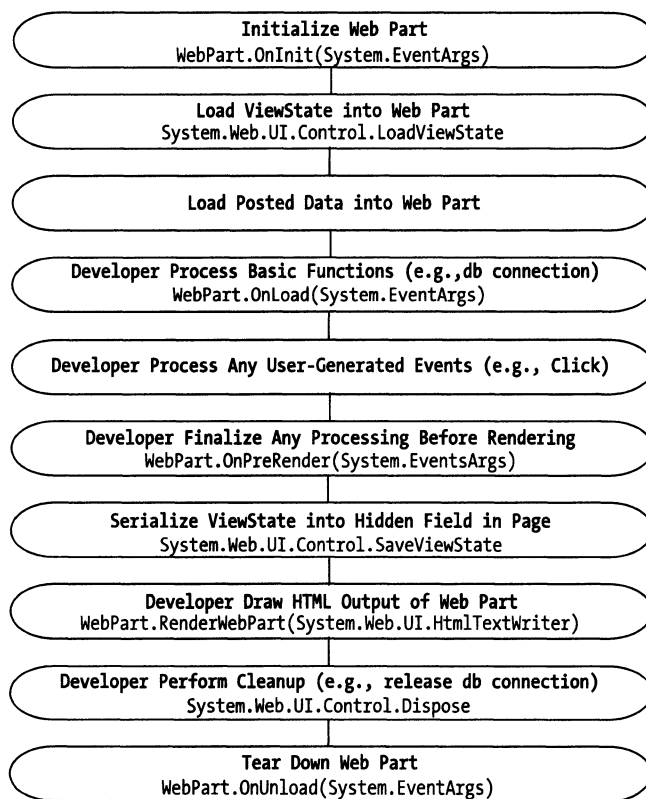 Initialize Web Part
WebPart.OnInit(System.EventArgs)
Load ViewState into Web Part
System.Web.UI.Control.LoadViewState
Load Posted Data into Web Part
Developer Process Basic Functions (e.g.,db connection)
WebPart.OnLoad(System.EventArgs)
Developer Process Any User-Generated Events (e.g., Click)
Developer Finalize Any Processing Before Rendering
WebPart.OnPreRender(System.EventsArgs)
Serialize ViewState into Hidden Field in Page
System.Web.UI.Control.SaveViewState
Developer Draw HTML Output of Web Part
WebPart.RenderWebPart(System.Web.UI.HtmlTextWriter)
Developer Perform Cleanup (e.g., release db connection)
System.Web.UI.Control.Dispose
Tear Down Web Part
WebPart.OnUnload(System.EventArgs)